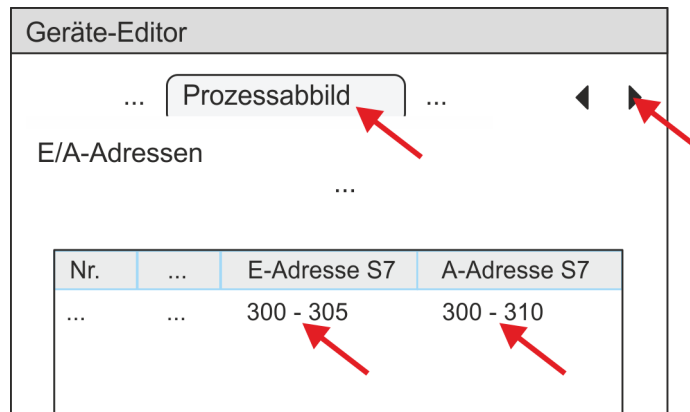 Geräte-Editor
... Prozessabbild ...
E/A-Adressen
...
Nr. ... E-Adresse S7 A-Adresse S7
... ... 300 - 305 300 - 310